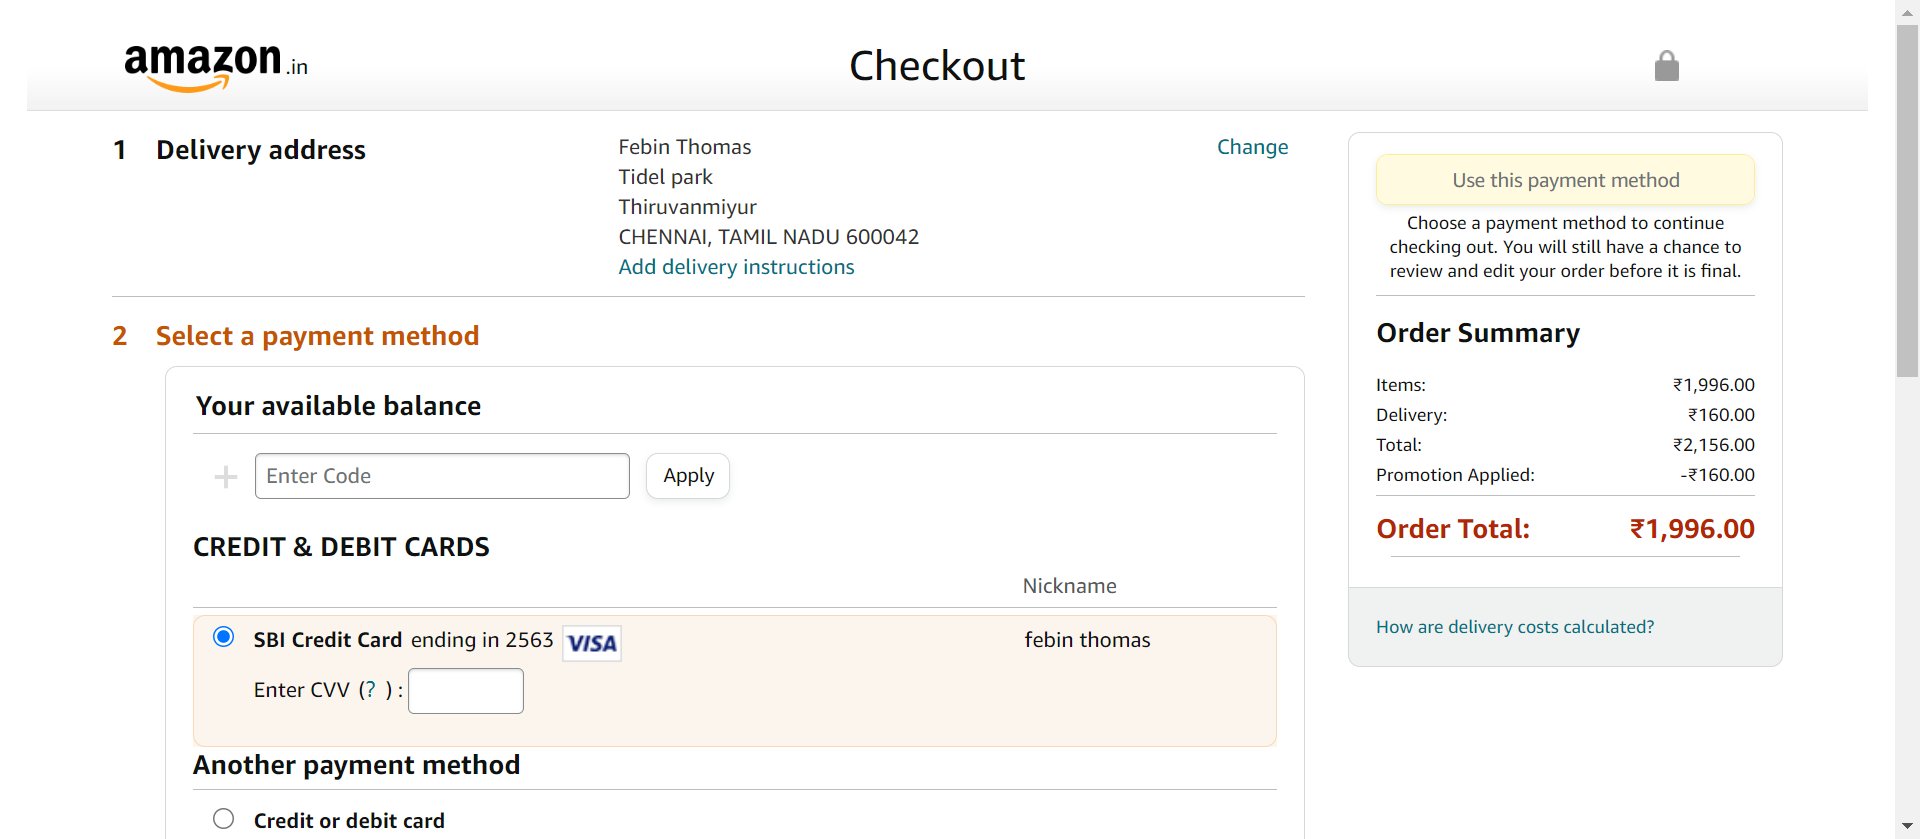 amazon.in
Checkout
1 Delivery address
Febin Thomas
Tidel park
Thiruvanmiyur
CHENNAI, TAMIL NADU 600042
Add delivery instructions
Change
2 Select a payment method
Your available balance
Enter Code
Apply
CREDIT & DEBIT CARDS
Nickname
SBI Credit Card ending in 2563 VISA febin thomas
Enter CVV (? ) :
Another payment method
Credit or debit card
Use this payment method
Choose a payment method to continue
checking out. You will still have a chance to
review and edit your order before it is final.
Order Summary
Items: ₹1,996.00
Delivery: ₹160.00
Total: ₹2,156.00
Promotion Applied: -₹160.00
Order Total: ₹1,996.00
How are delivery costs calculated?